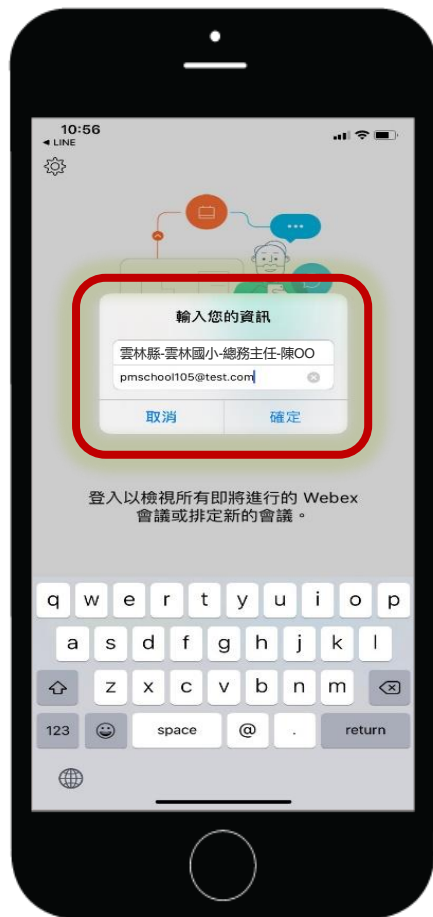 10:56
◀ LINE
輸入您的資訊
雲林縣-雲林國小-總務主任-陳OO
pmschool105@test.com
取消
確定
登入以檢視所有即將進行的 Webex
會議或排定新的會議。
q w e r t y u i o p
a s d f g h j k l
z x c v b n m
123 space @ . return